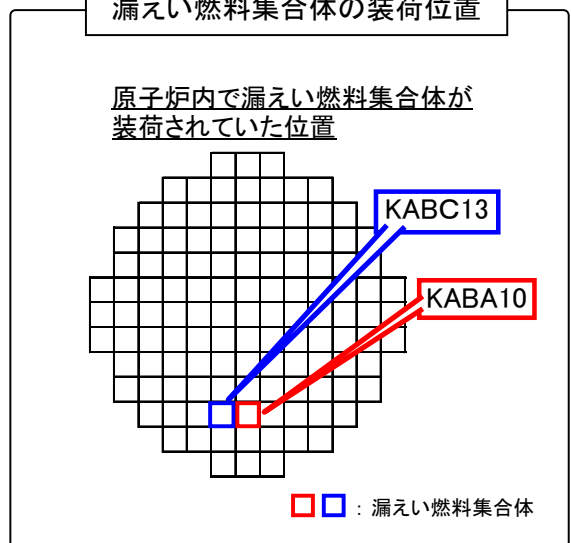 漏えい燃料集合体の装荷位置
原子炉内で漏えい燃料集合体が
装荷されていた位置
KABC13
KABA10
：漏えい燃料集合体